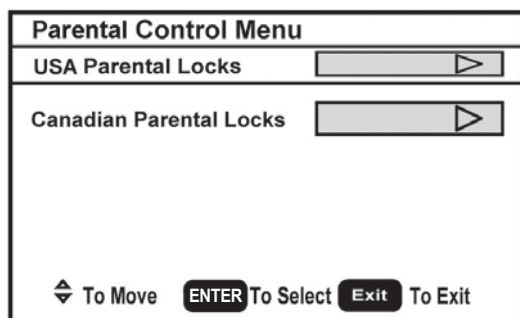 Parental Control Menu
USA Parental Locks
Canadian Parental Locks
To Move ENTER To Select Exit To Exit